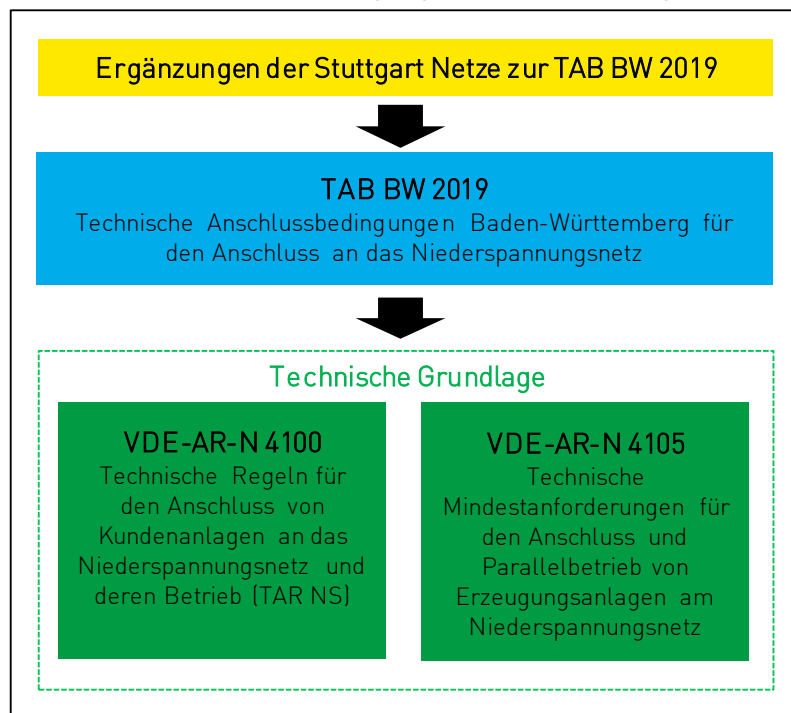 Ergänzungen der Stuttgart Netze zur TAB BW 2019
TAB BW 2019
Technische Anschlussbedingungen Baden-Württemberg für
den Anschluss an das Niederspannungsnetz
Technische Grundlage
VDE-AR-N 4100
Technische Regeln für
den Anschluss von
Kundenanlagen an das
Niederspannungsnetz und
deren Betrieb (TAR NS)
VDE-AR-N 4105
Technische
Mindestanforderungen für
den Anschluss und
Parallelbetrieb von
Erzeugungsanlagen am
Niederspannungsnetz